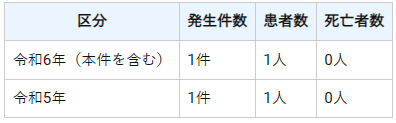 区分 発生件数 患者数 死亡者数
令和6年（本件を含む） 1件 1人 0人
令和5年 1件 1人 0人